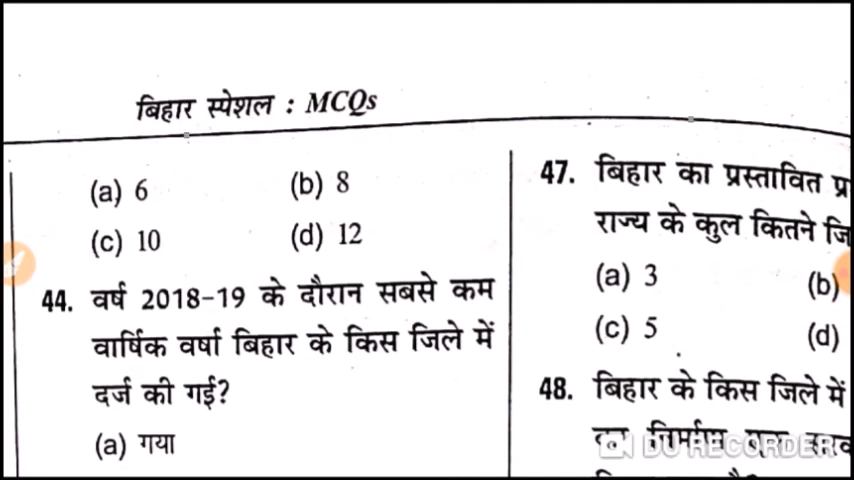 बिहार स्पेशल : MCQs
(a) 6 (b) 8
(c) 10 (d) 12
44. वर्ष 2018-19 के दौरान सबसे कम
वार्षिक वर्षा बिहार के किस जिले में
दर्ज की गई?
(a) गया
47. बिहार का प्रस्तावित प्र
राज्य के कुल कितने जि
(a) 3 (b)
(c) 5 (d)
48. बिहार के किस जिले में
का निर्माण
DU RECORDER